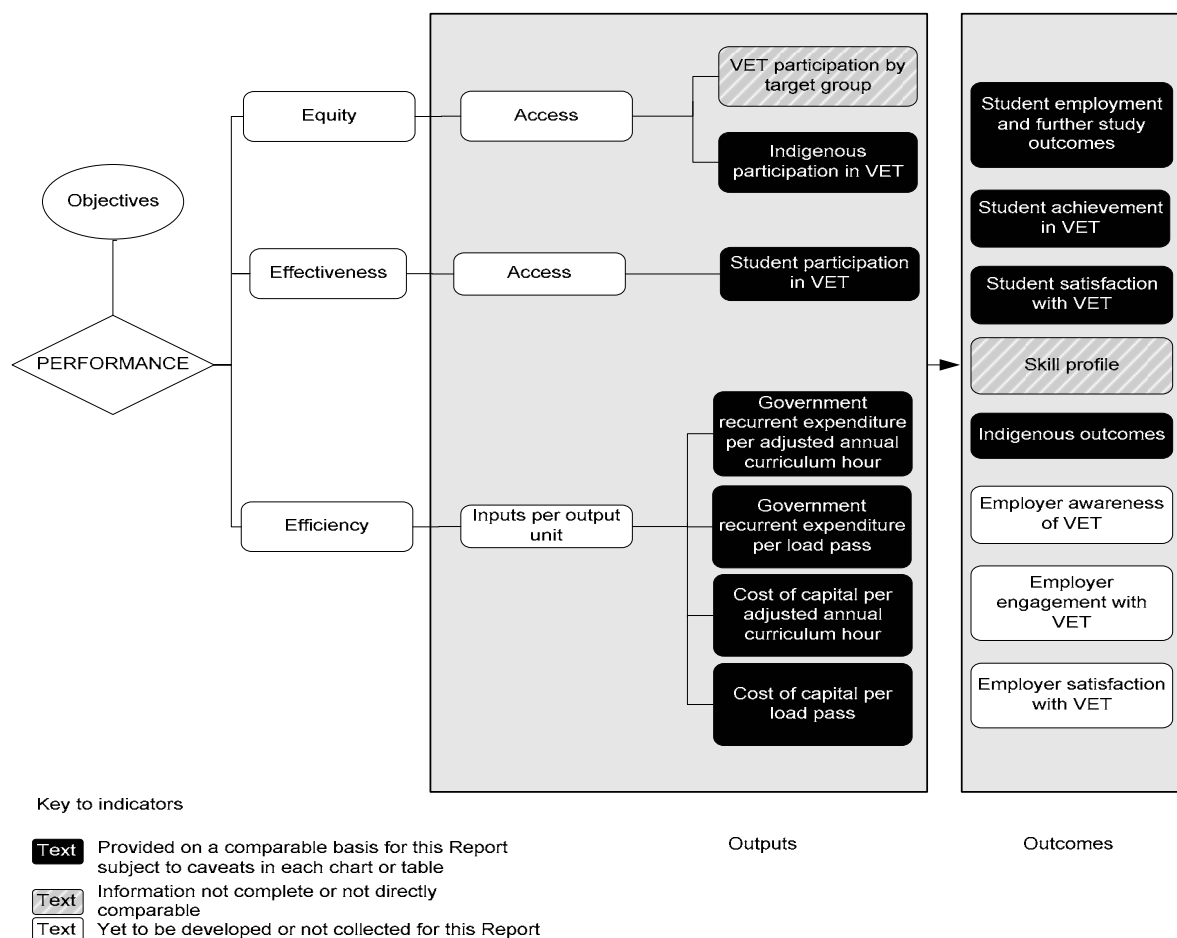 VET participation by
target group
Equity
Access
Student employment
and further study
outcomes
Indigenous
participation in VET
Objectives
Student achievement
in VET
Effectiveness
Access
Student participation
in VET
Student satisfaction
with VET
PERFORMANCE
Skill profile
Government
recurrent expenditure
per adjusted annual
curriculum hour
Indigenous outcomes
Efficiency
Inputs per output
unit
Government
recurrent expenditure
per load pass
Employer awareness
of VET
Cost of capital per
adjusted annual
curriculum hour
Employer
engagement with
VET
Cost of capital per
load pass
Employer satisfaction
with VET
Key to indicators
Outputs
Outcomes
Text
Provided on a comparable basis for this Report
subject to caveats in each chart or table
Text
Information not complete or not directly
comparable
Text
Yet to be developed or not collected for this Report